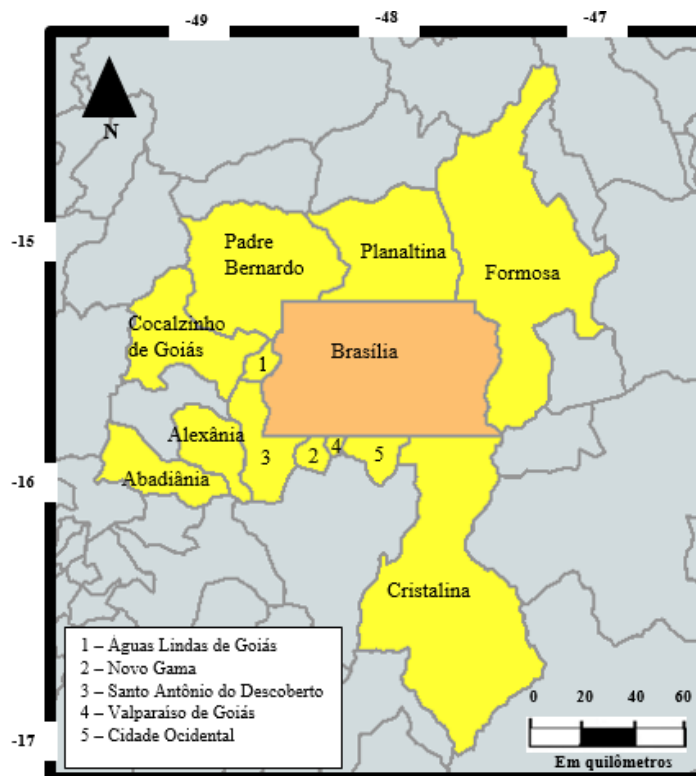 -49
-48
-47
N
-15
Padre
Bernardo
Planaltina
Formosa
Cocalzinho
de Goiás
Brasília
1
Alexânia
-16
Abadiânia
3
2
4
5
Cristalina
1 – Águas Lindas de Goiás
2 – Novo Gama
3 – Santo Antônio do Descoberto
4 – Valparaíso de Goiás
5 – Cidade Ocidental
0 20 40 60
-17
Em quilômetros